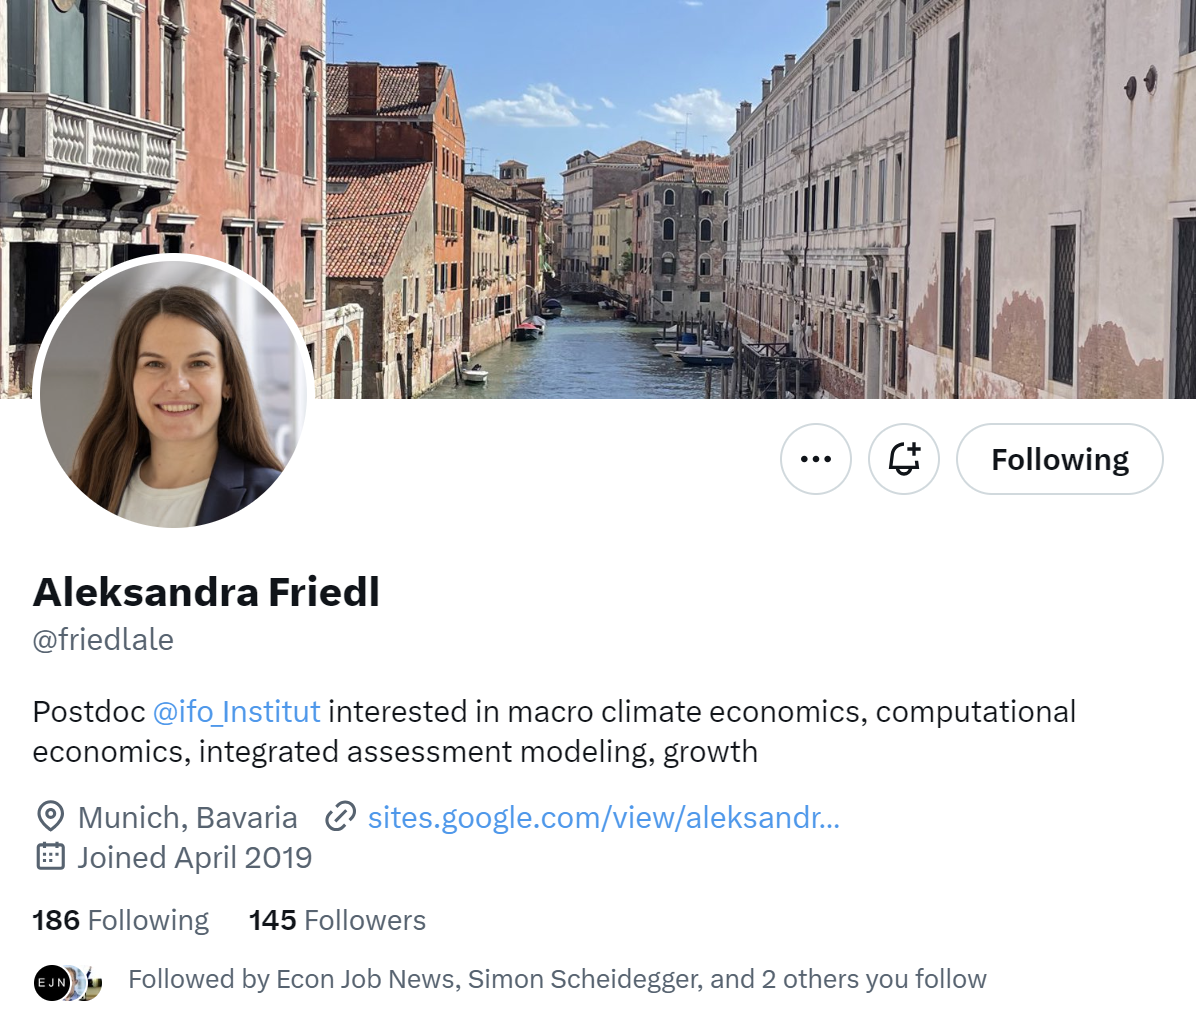 Following
Aleksandra Friedl
@friedlale
Postdoc @ifo_Institut interested in macro climate economics, computational
economics, integrated assessment modeling, growth
Munich, Bavaria sites.google.com/view/aleksandr...
Joined April 2019
186 Following 145 Followers
EJN Followed by Econ Job News, Simon Scheidegger, and 2 others you follow